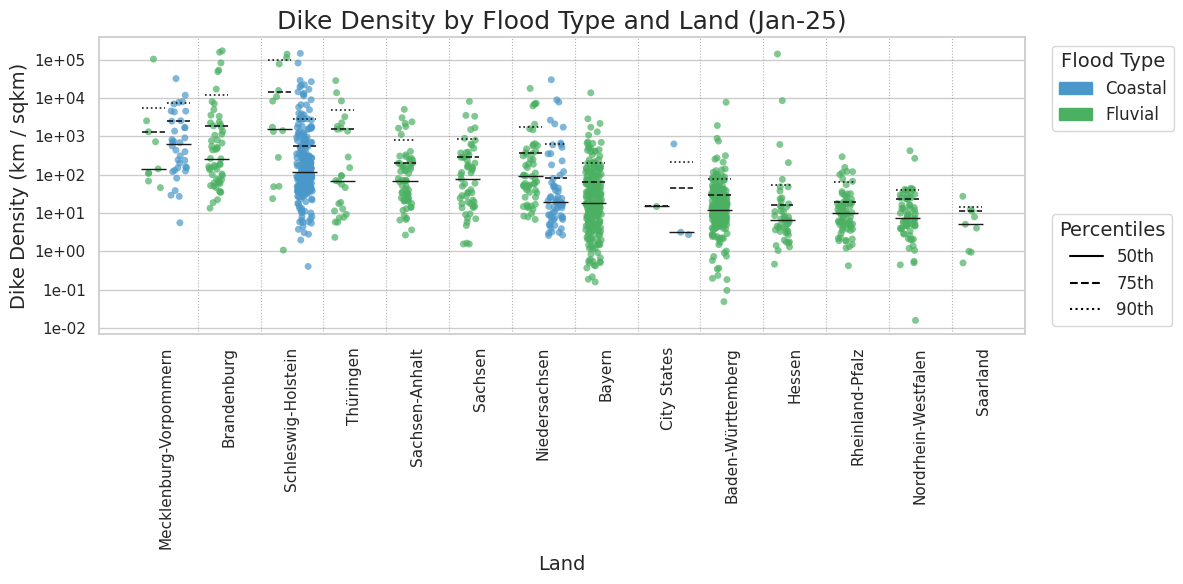 Dike Density by Flood Type and Land (Jan-25)
Dike Density (km / sqkm)
1e+05
1e+04
1e+03
1e+02
1e+01
1e+00
1e-01
1e-02
Mecklenburg-Vorpommern
Brandenburg
Schleswig-Holstein
Thüringen
Sachsen-Anhalt
Sachsen
Niedersachsen
Bayern
City States
Baden-Württemberg
Hessen
Rheinland-Pfalz
Nordrhein-Westfalen
Saarland
Land
Flood Type
Coastal
Fluvial
Percentiles
50th
75th
90th